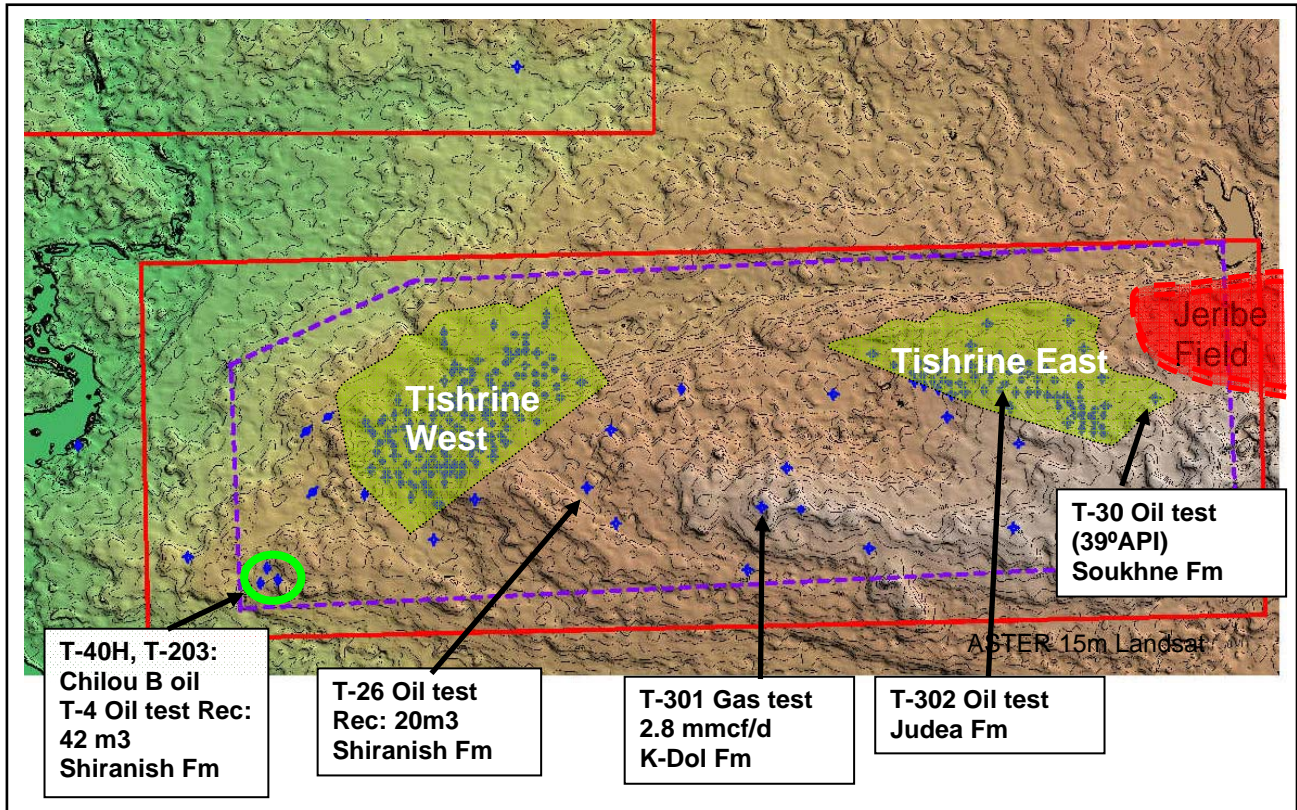 Jeribe
Field
Tishrine East
Tishrine
West
T-30 Oil test
(39⁰API)
Soukhne Fm
ASTER 15m Landsat
T-40H, T-203:
Chilou B oil
T-4 Oil test Rec:
42 m3
Shiranish Fm
T-26 Oil test
Rec: 20m3
Shiranish Fm
T-301 Gas test
2.8 mmcf/d
K-Dol Fm
T-302 Oil test
Judea Fm